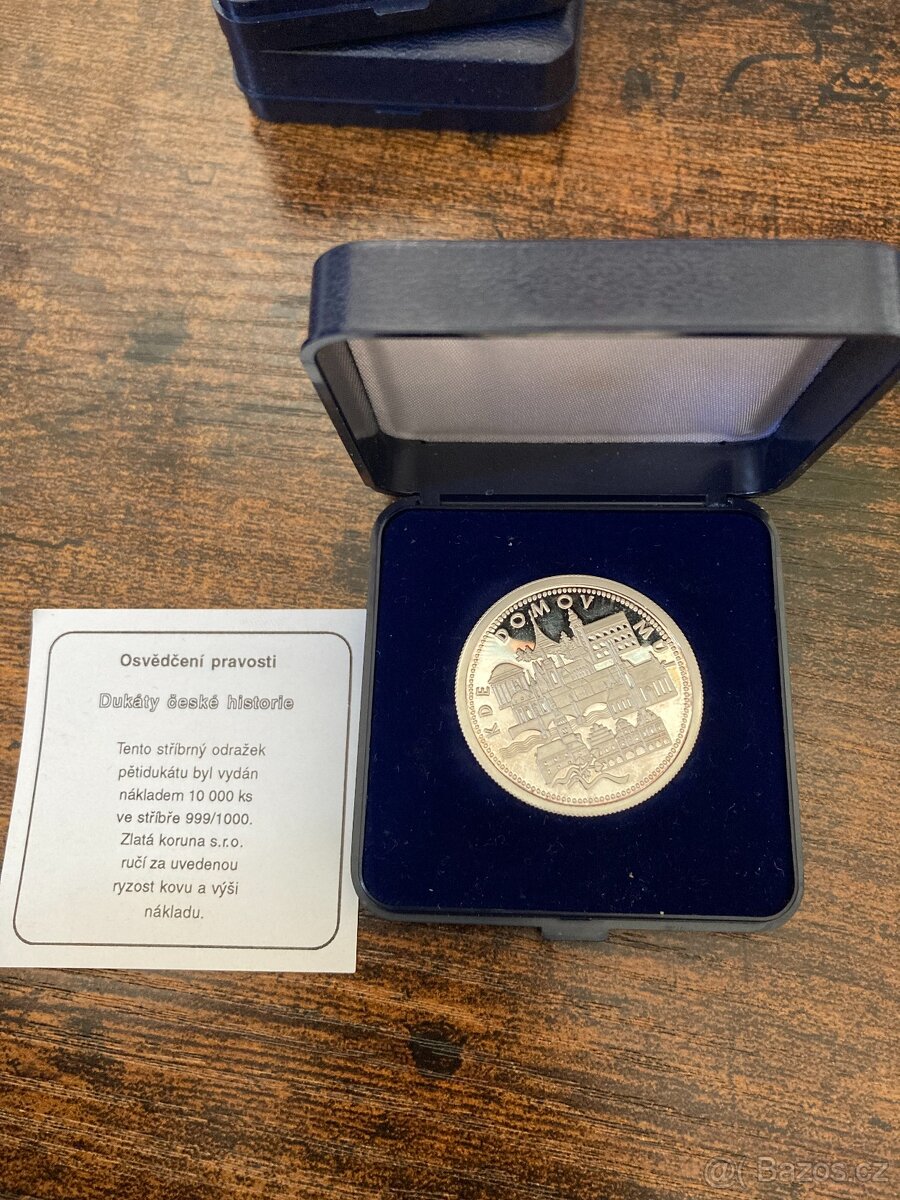 KDE DOMOV MŮJ
Osvědčení pravosti
Dukáty české historie
Tento stříbrný odražek
pětidukátu byl vydán
nákladem 10 000 ks
ve stříbře 999/1000.
Zlatá koruna s.r.o.
ručí za uvedenou
ryzost kovu a výši
nákladu.
@( Bazos.cz